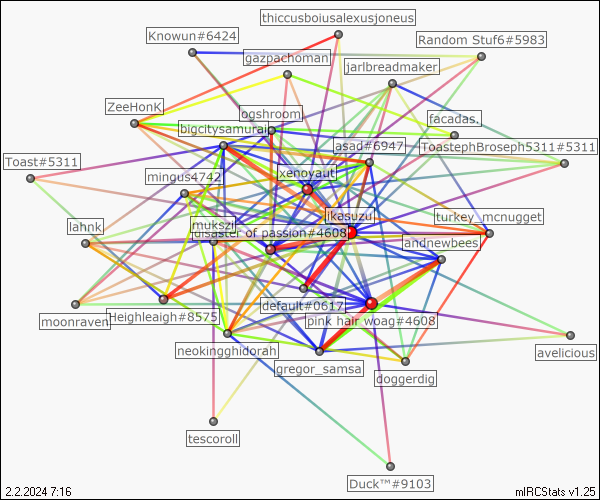 thiccusboiusalexusjoneus
Knowun#6424
Random Stuf6#5983
gazpachoman
jarlbreadmaker
ZeeHonK
ogshroom
facadas.
bigcitysamurai
asad#6947
ToastephBroseph5311#5311
Toast#5311
xenoyaut
mingus4742
ikasuzu
turkey_mcnugget
lahnk
mukszil
disaster of passion#4608
andnewbees
default#0617
moonraven
Heighleaigh#8575
pink hair woag#4608
neokingghidorah
avelicious
gregor_samsa
doggerdig
tescoroll
Duck™#9103
2.2.2024 7:16
mIRCStats v1.25